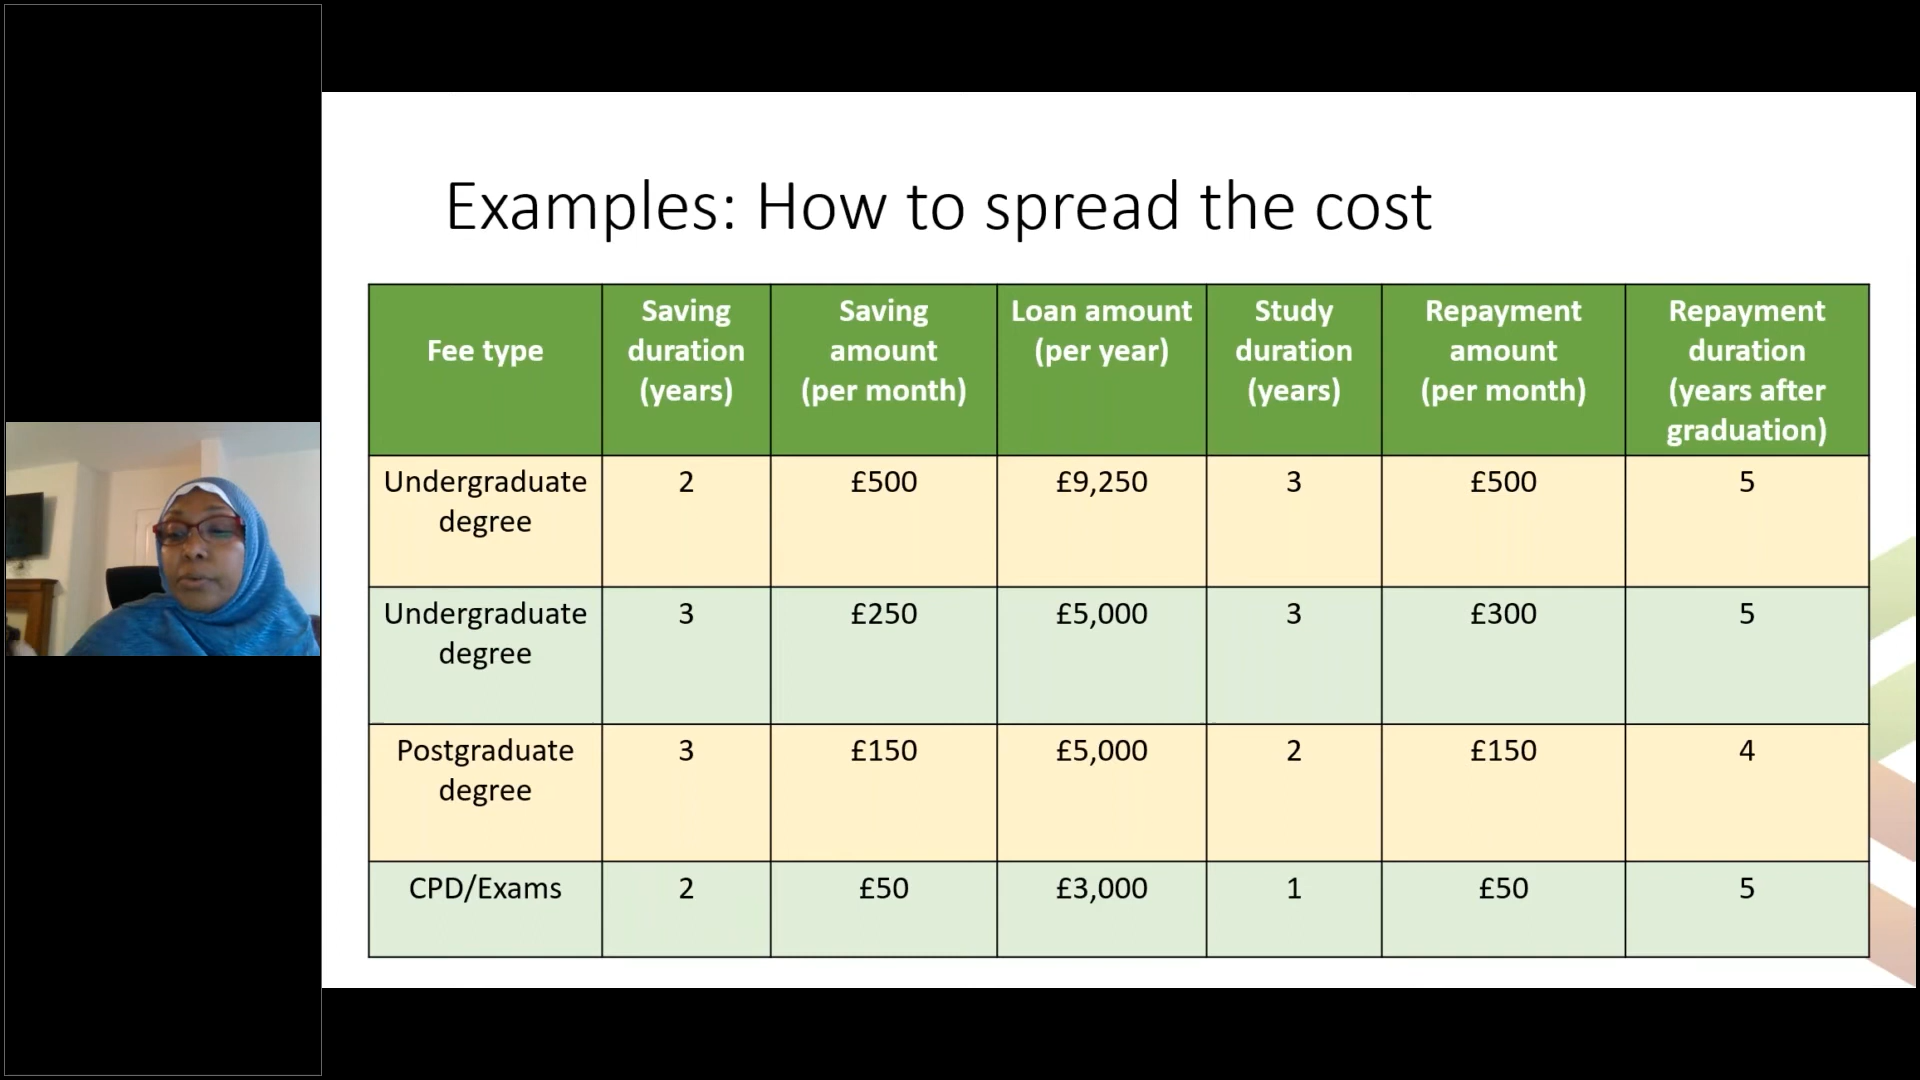 Examples: How to spread the cost
Fee type
Saving
duration
(years)
Saving
amount
(per month)
Loan amount
(per year)
Study
duration
(years)
Repayment
amount
(per month)
Repayment
duration
(years after
graduation)
Undergraduate
degree
2
£500
£9,250
3
£500
5
Undergraduate
degree
3
£250
£5,000
3
£300
5
Postgraduate
degree
3
£150
£5,000
2
£150
4
CPD/Exams
2
£50
£3,000
1
£50
5